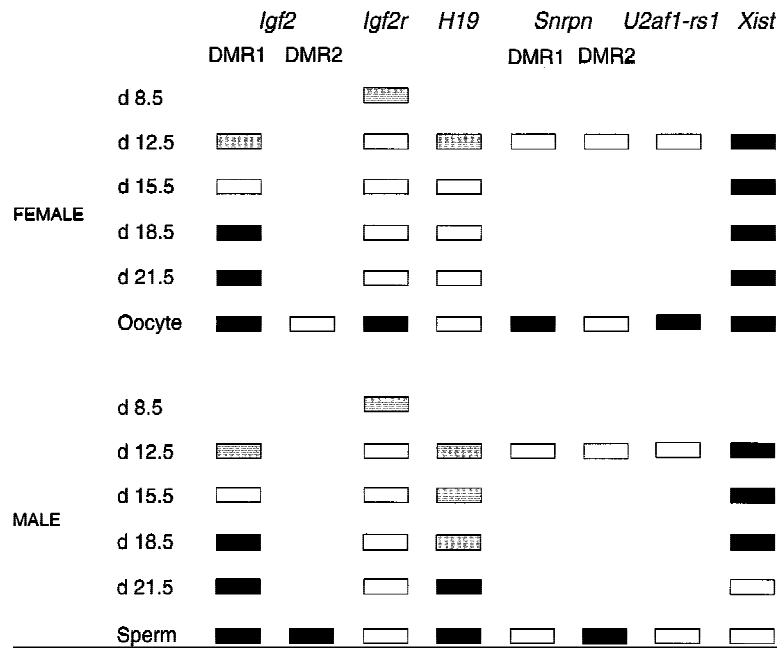 Igf2 Igf2r H19 Snrpn U2af1-rs1 Xist
DMR1 DMR2 DMR1 DMR2
d 8.5
d 12.5
d 15.5
FEMALE
d 18.5
d 21.5
Oocyte
d 8.5
d 12.5
d 15.5
MALE
d 18.5
d 21.5
Sperm